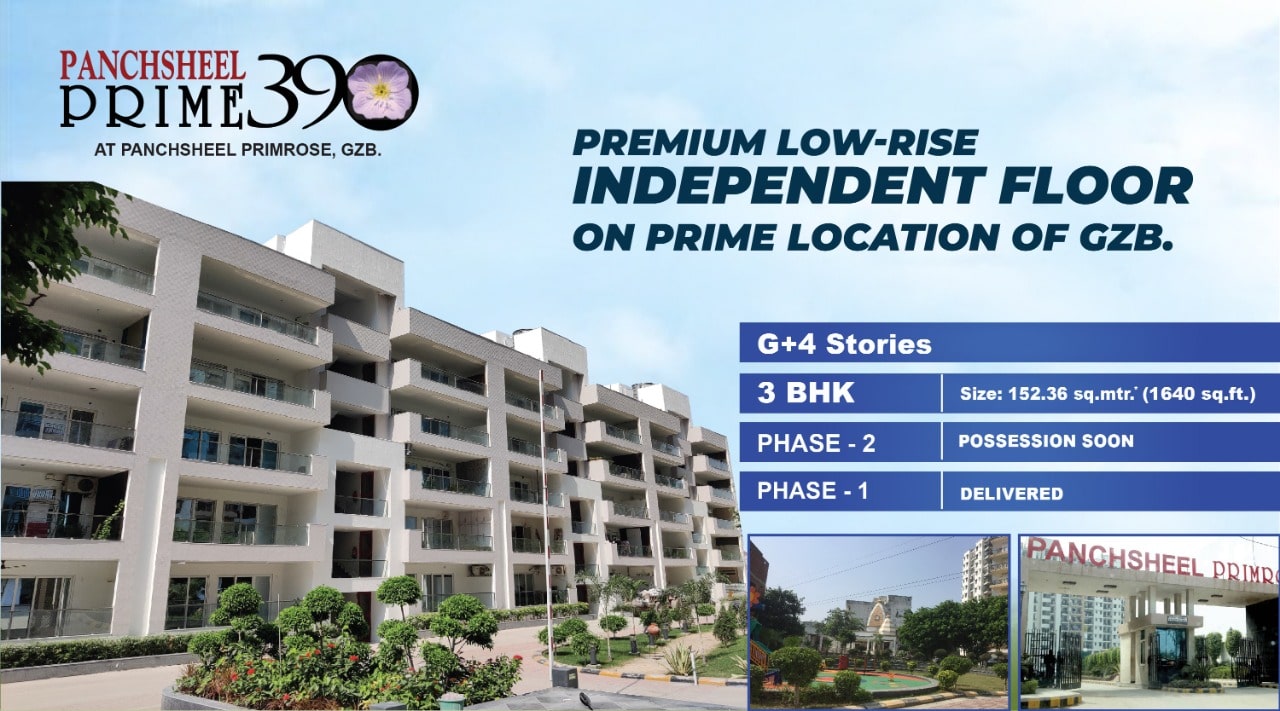 PANCHSHEEL
PRIME390
AT PANCHSHEEL PRIMROSE, GZB.
PREMIUM LOW-RISE
INDEPENDENT FLOOR
ON PRIME LOCATION OF GZB.
G+4 Stories
3 BHK Size: 152.36 sq.mtr.* (1640 sq.ft.)
PHASE - 2 POSSESSION SOON
PHASE - 1 DELIVERED
PANCHSHEEL PRIMRO